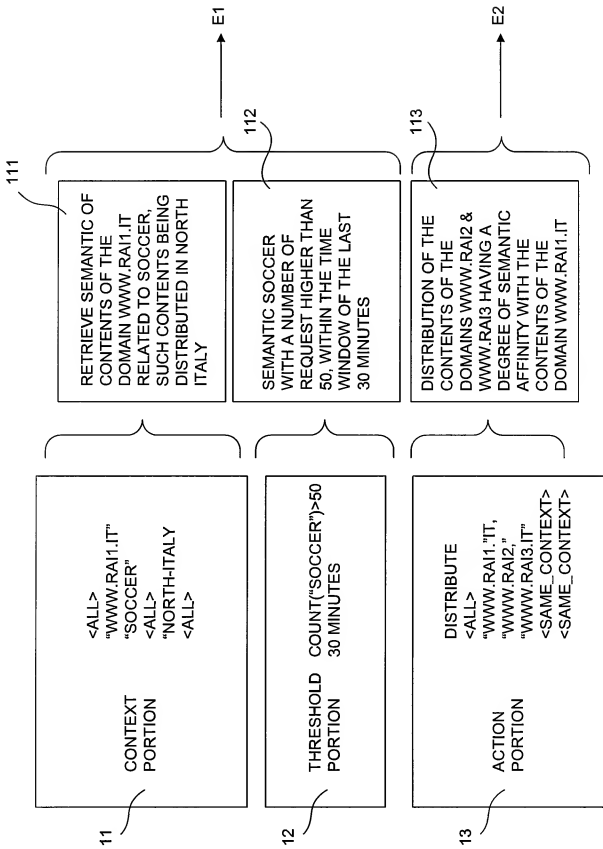 11
CONTEXT
PORTION
<ALL>
“WWW.RAI1.IT”
“SOCCER”
<ALL>
“NORTH-ITALY
<ALL>
12
THRESHOLD
PORTION
COUNT(“SOCCER”)>50
30 MINUTES
13
ACTION
PORTION
DISTRIBUTE
<ALL>
“WWW.RAI1.”IT,
“WWW.RAI2,”
“WWW.RAI3.IT”
<SAME_CONTEXT>
<SAME_CONTEXT>
111
RETRIEVE SEMANTIC OF
CONTENTS OF THE
DOMAIN WWW.RAI1.IT
RELATED TO SOCCER,
SUCH CONTENTS BEING
DISTRIBUTED IN NORTH
ITALY
112
SEMANTIC SOCCER
WITH A NUMBER OF
REQUEST HIGHER THAN
50, WITHIN THE TIME
WINDOW OF THE LAST
30 MINUTES
113
DISTRIBUTION OF THE
CONTENTS OF THE
DOMAINS WWW.RAI2 &
WWW.RAI3 HAVING A
DEGREE OF SEMANTIC
AFFINITY WITH THE
CONTENTS OF THE
DOMAIN WWW.RAI1.IT
E1
E2